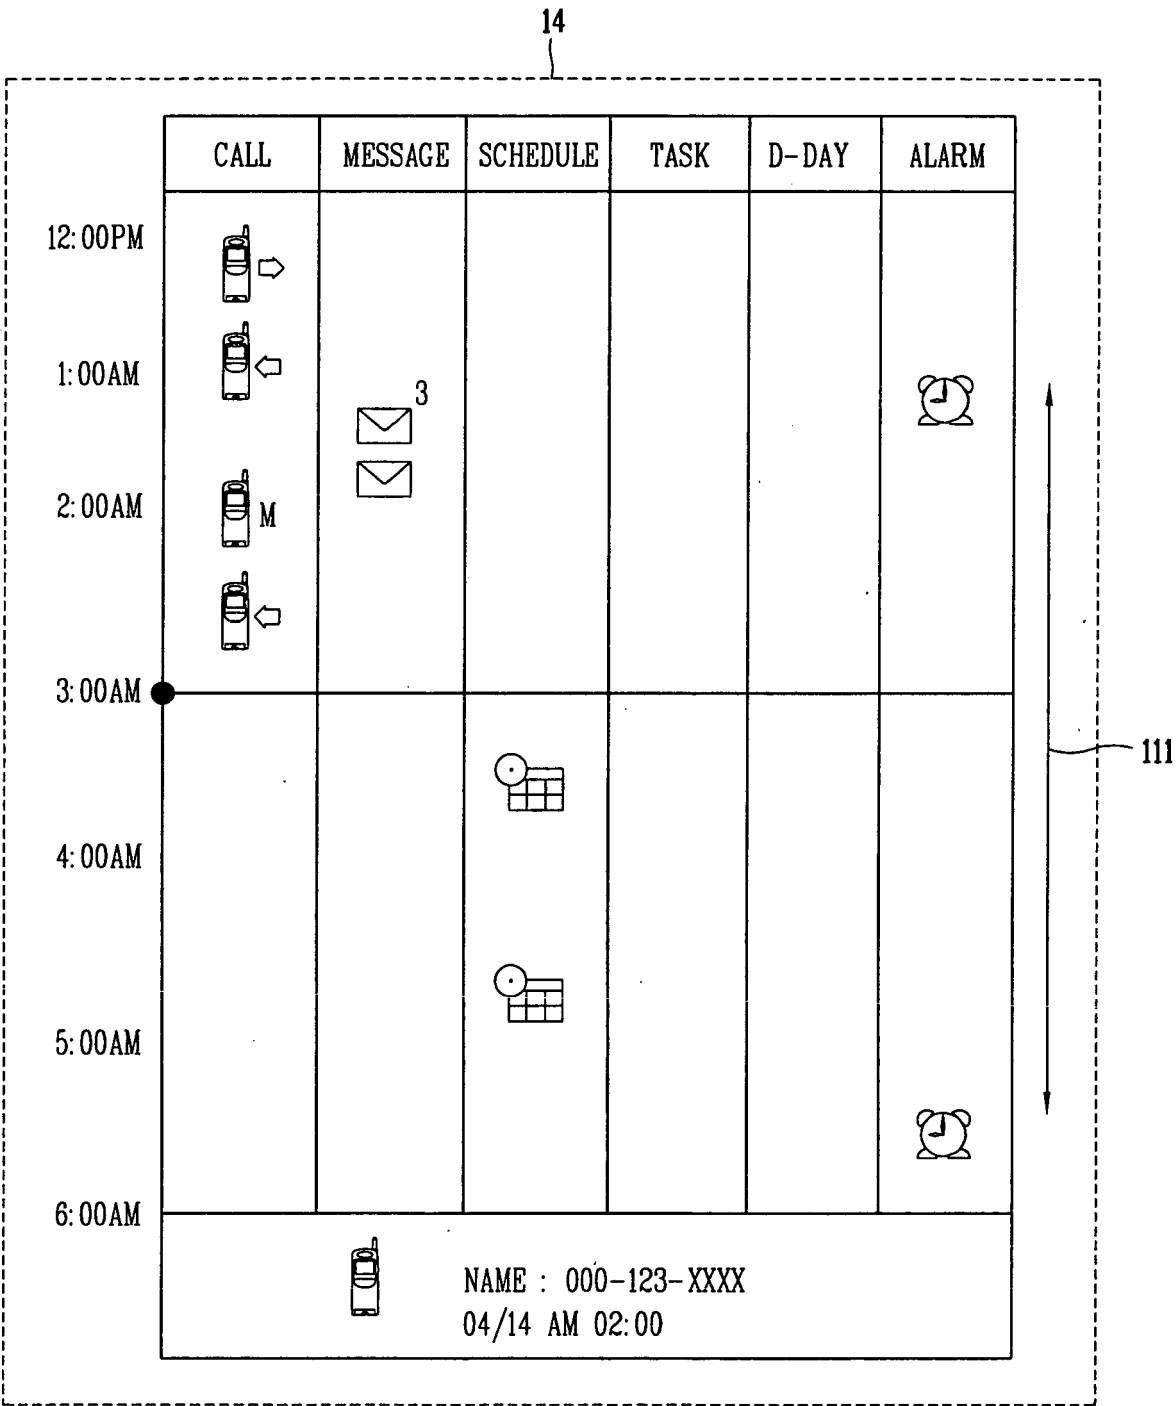 14
CALL MESSAGE SCHEDULE TASK D-DAY ALARM
12:00PM
1:00AM
3
2:00AM
M
3:00AM
111
4:00AM
5:00AM
6:00AM
NAME : 000-123-XXXX
04/14 AM 02:00